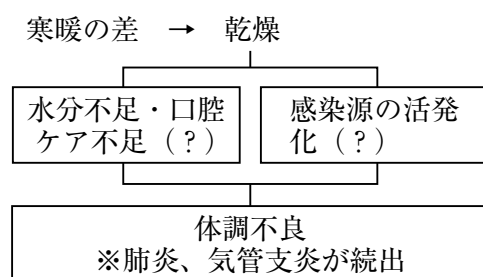 寒暖の差 → 乾燥
水分不足・口腔
ケア不足（？）
感染源の活発
化（？）
体調不良
※肺炎、気管支炎が続出